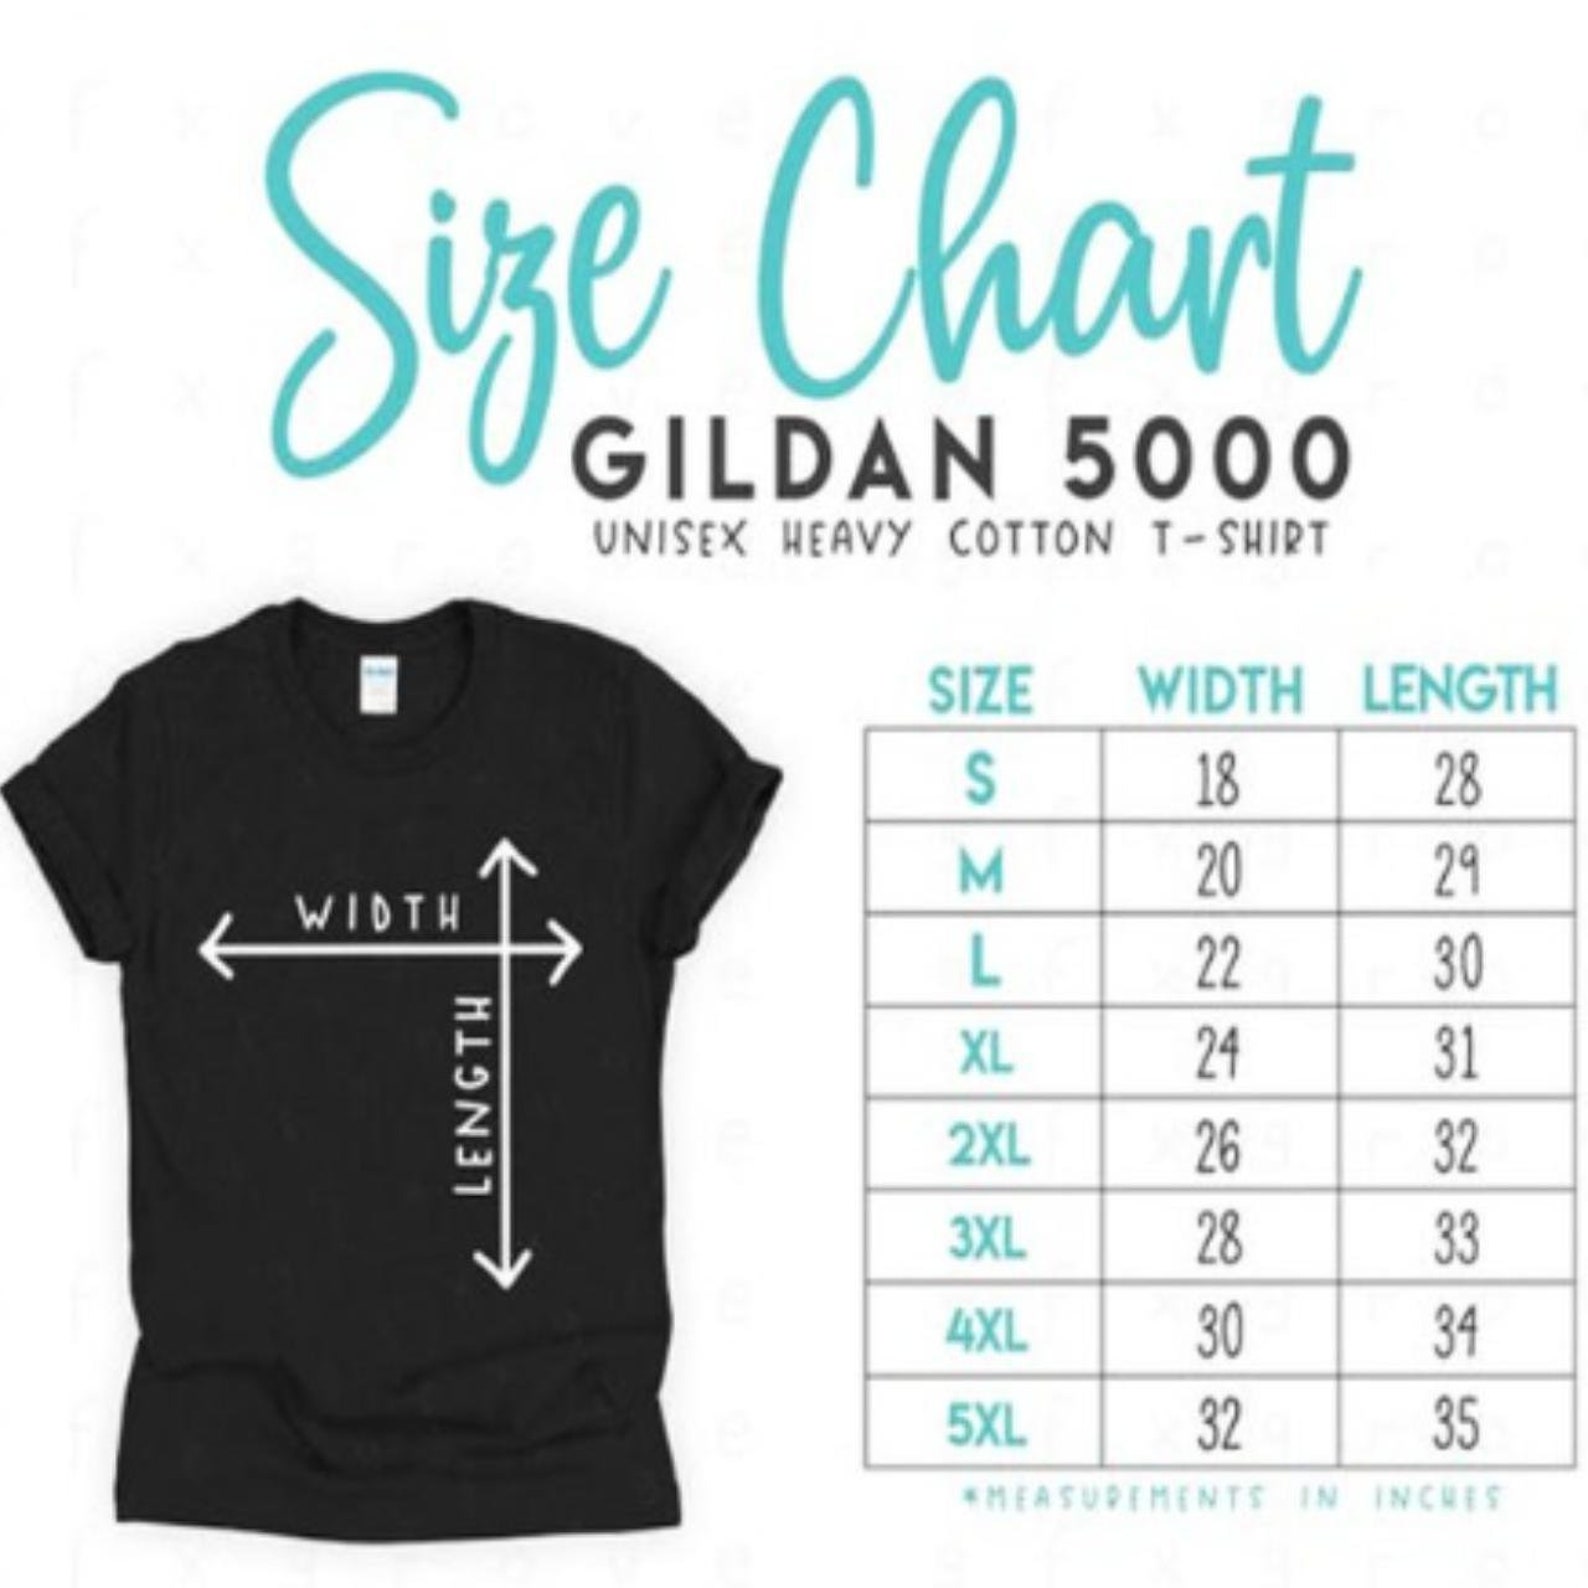 Size Chart
GILDAN 5000
UNISEX HEAVY COTTON T-SHIRT
WIDTH
LENGTH
SIZE WIDTH LENGTH
S 18 28
M 20 29
L 22 30
XL 24 31
2XL 26 32
3XL 28 33
4XL 30 34
5XL 32 35
*MEASUREMENTS IN INCHES